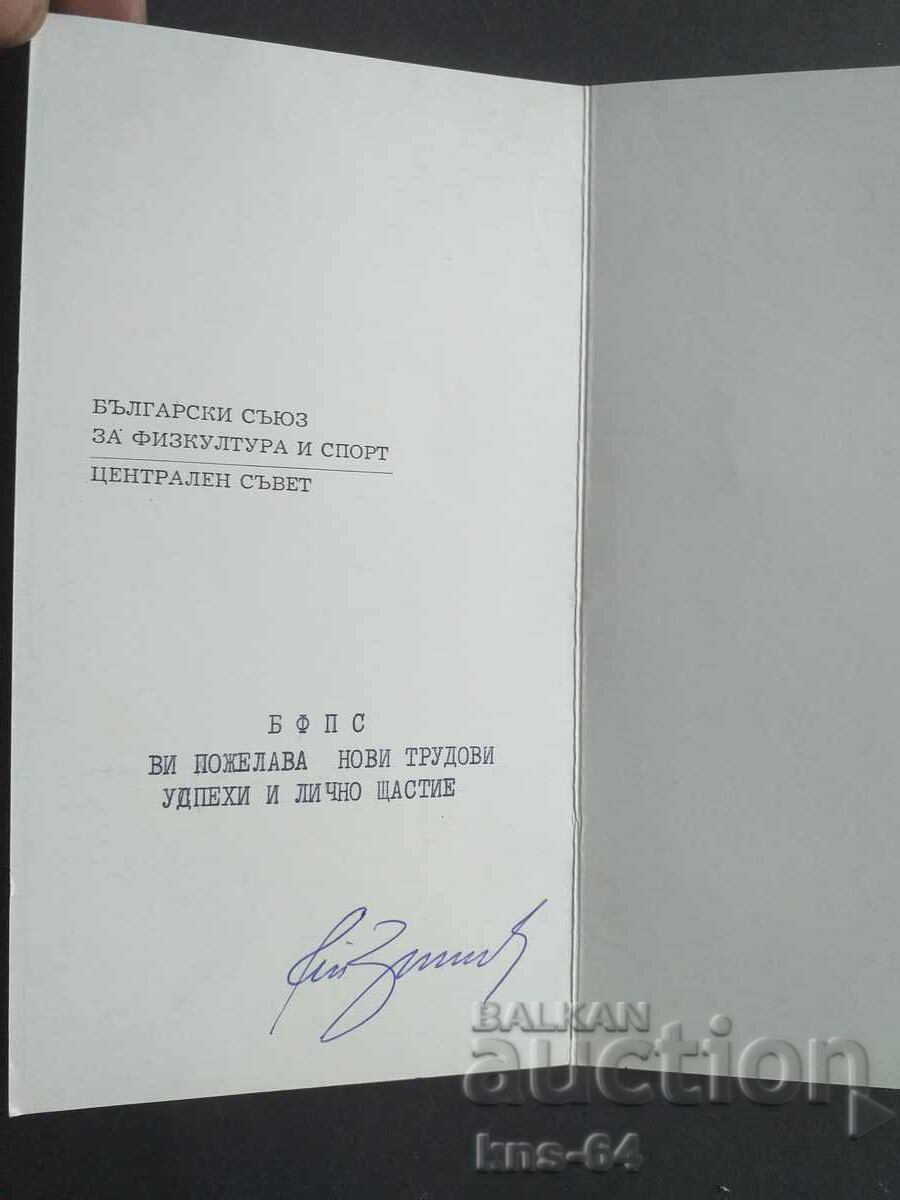 БЪЛГАРСКИ СЪЮЗ
ЗА ФИЗКУЛТУРА И СПОРТ
ЦЕНТРАЛЕН СЪВЕТ
Б Ф П С
ВИ ПОЖЕЛАВА НОВИ ТРУДОВИ
УДПЕХИ И ЛИЧНО ЩАСТИЕ
BALKAN
auction
kns-64